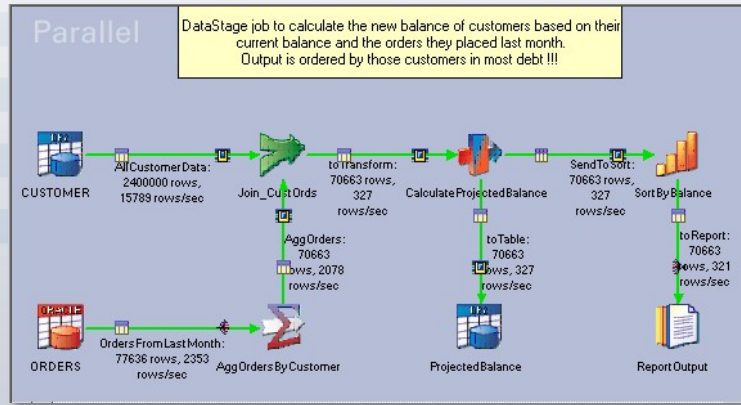 Parallel
DataStage job to calculate the new balance of customers based on their
current balance and the orders they placed last month.
Output is ordered by those customers in most debt !!!
CUSTOMER
AllCustomerData:
2400000 rows,
15789 rows/sec
Join_CustOrds
toTransform:
70663 rows,
327
rows/sec
CalculateProjectedBalance
SendToSort:
70663 rows,
327
rows/sec
SortByBalance
AggOrders:
70663
rows, 2078
rows/sec
toTable:
70663
rows, 327
rows/sec
toReport:
70663
rows, 321
rows/sec
ORACLE
ORDERS
OrdersFromLastMonth:
77636 rows, 2353
rows/sec
AggOrdersByCustomer
ProjectedBalance
ReportOutput